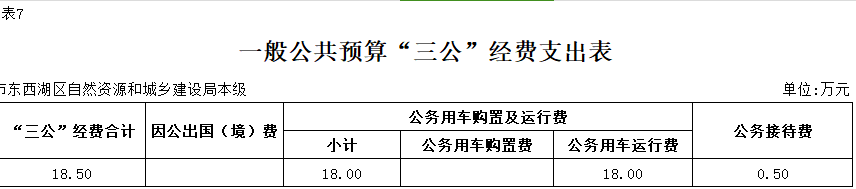 表7
一般公共预算“三公”经费支出表
市东西湖区自然资源和城乡建设局本级 单位:万元
“三公”经费合计 因公出国（境）费 公务用车购置及运行费 公务接待费
小计 公务用车购置费 公务用车运行费
18.50 18.00 18.00 0.50